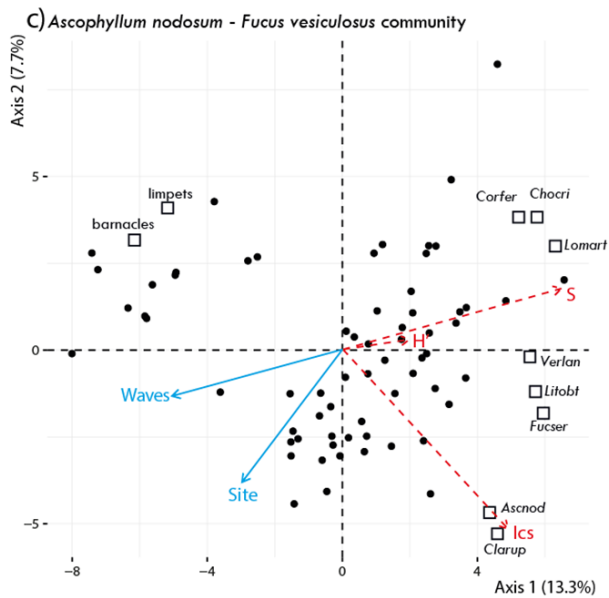 c) Ascophyllum nodosum - Fucus vesiculosus community
Axis 2 (7.7%)
limpets
barnacles
Corfer
Chocri
Lomart
5
S
H'
0
Verlan
Waves
Litobt
Fucser
Site
Ascnod
-5
Ics
Clarup
-8
-4
0
4
Axis 1 (13.3%)